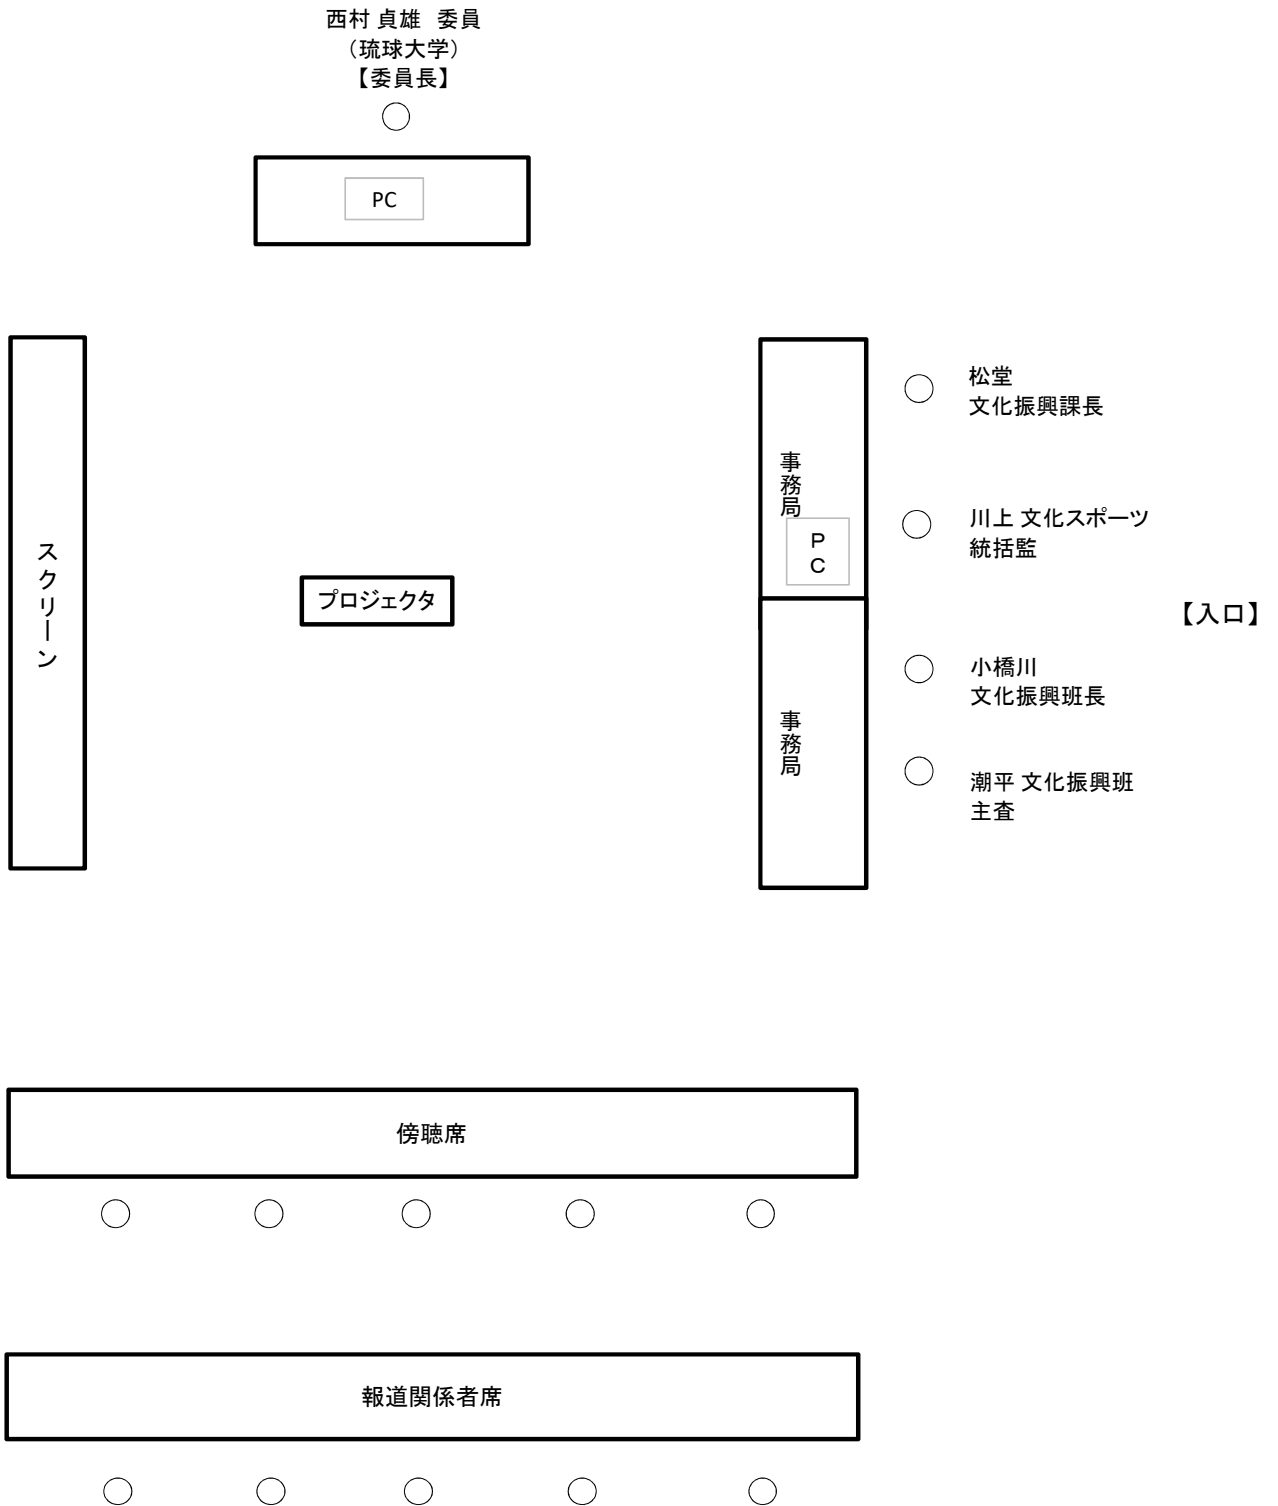 西村 貞雄 委員
（琉球大学）
【委員長】
PC
松堂
文化振興課長
事務局
川上 文化スポーツ
統括監
PC
スクリーン
プロジェクタ
【入口】
小橋川
文化振興班長
事務局
潮平 文化振興班
主査
傍聴席
報道関係者席